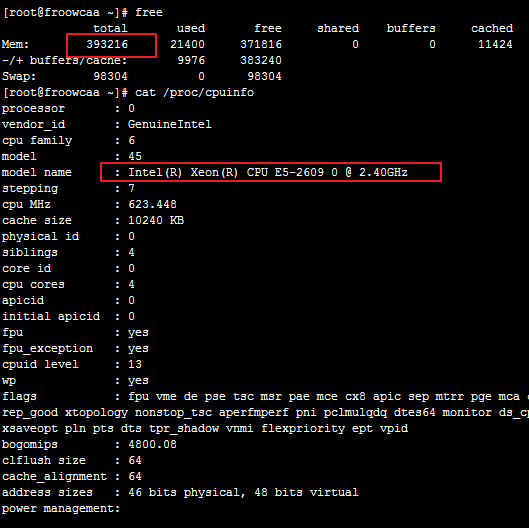 [root@froowcaa ]# free
total used free shared buffers cached
Mem: 393216 21400 371816 0 0 11424
-/+ buffers/cache: 9976 383240
Swap: 98304 0 98304
[root@froowcaa ]# cat /proc/cpuinfo
processor : 0
vendor_id : GenuineIntel
cpu family : 6
model : 45
model name : Intel(R) Xeon(R) CPU E5-2609 0 @ 2.40GHz
stepping : 7
cpu MHz : 623.448
cache size : 10240 KB
physical id : 0
siblings : 4
core id : 0
cpu cores : 4
apicid : 0
initial apicid : 0
fpu : yes
fpu_exception : yes
cpuid level : 13
wp : yes
flags : fpu vme de pse tsc msr pae mce cx8 apic sep mtrr pge mca
rep_good xtopology nonstop_tsc aperfmperf pni pclmulqdq dtes64 monitor ds_cp
xsaveopt pln pts dts tpr_shadow vnmi flexpriority ept vpid
bogomips : 4800.08
clflush size : 64
cache_alignment : 64
address sizes : 46 bits physical, 48 bits virtual
power management: